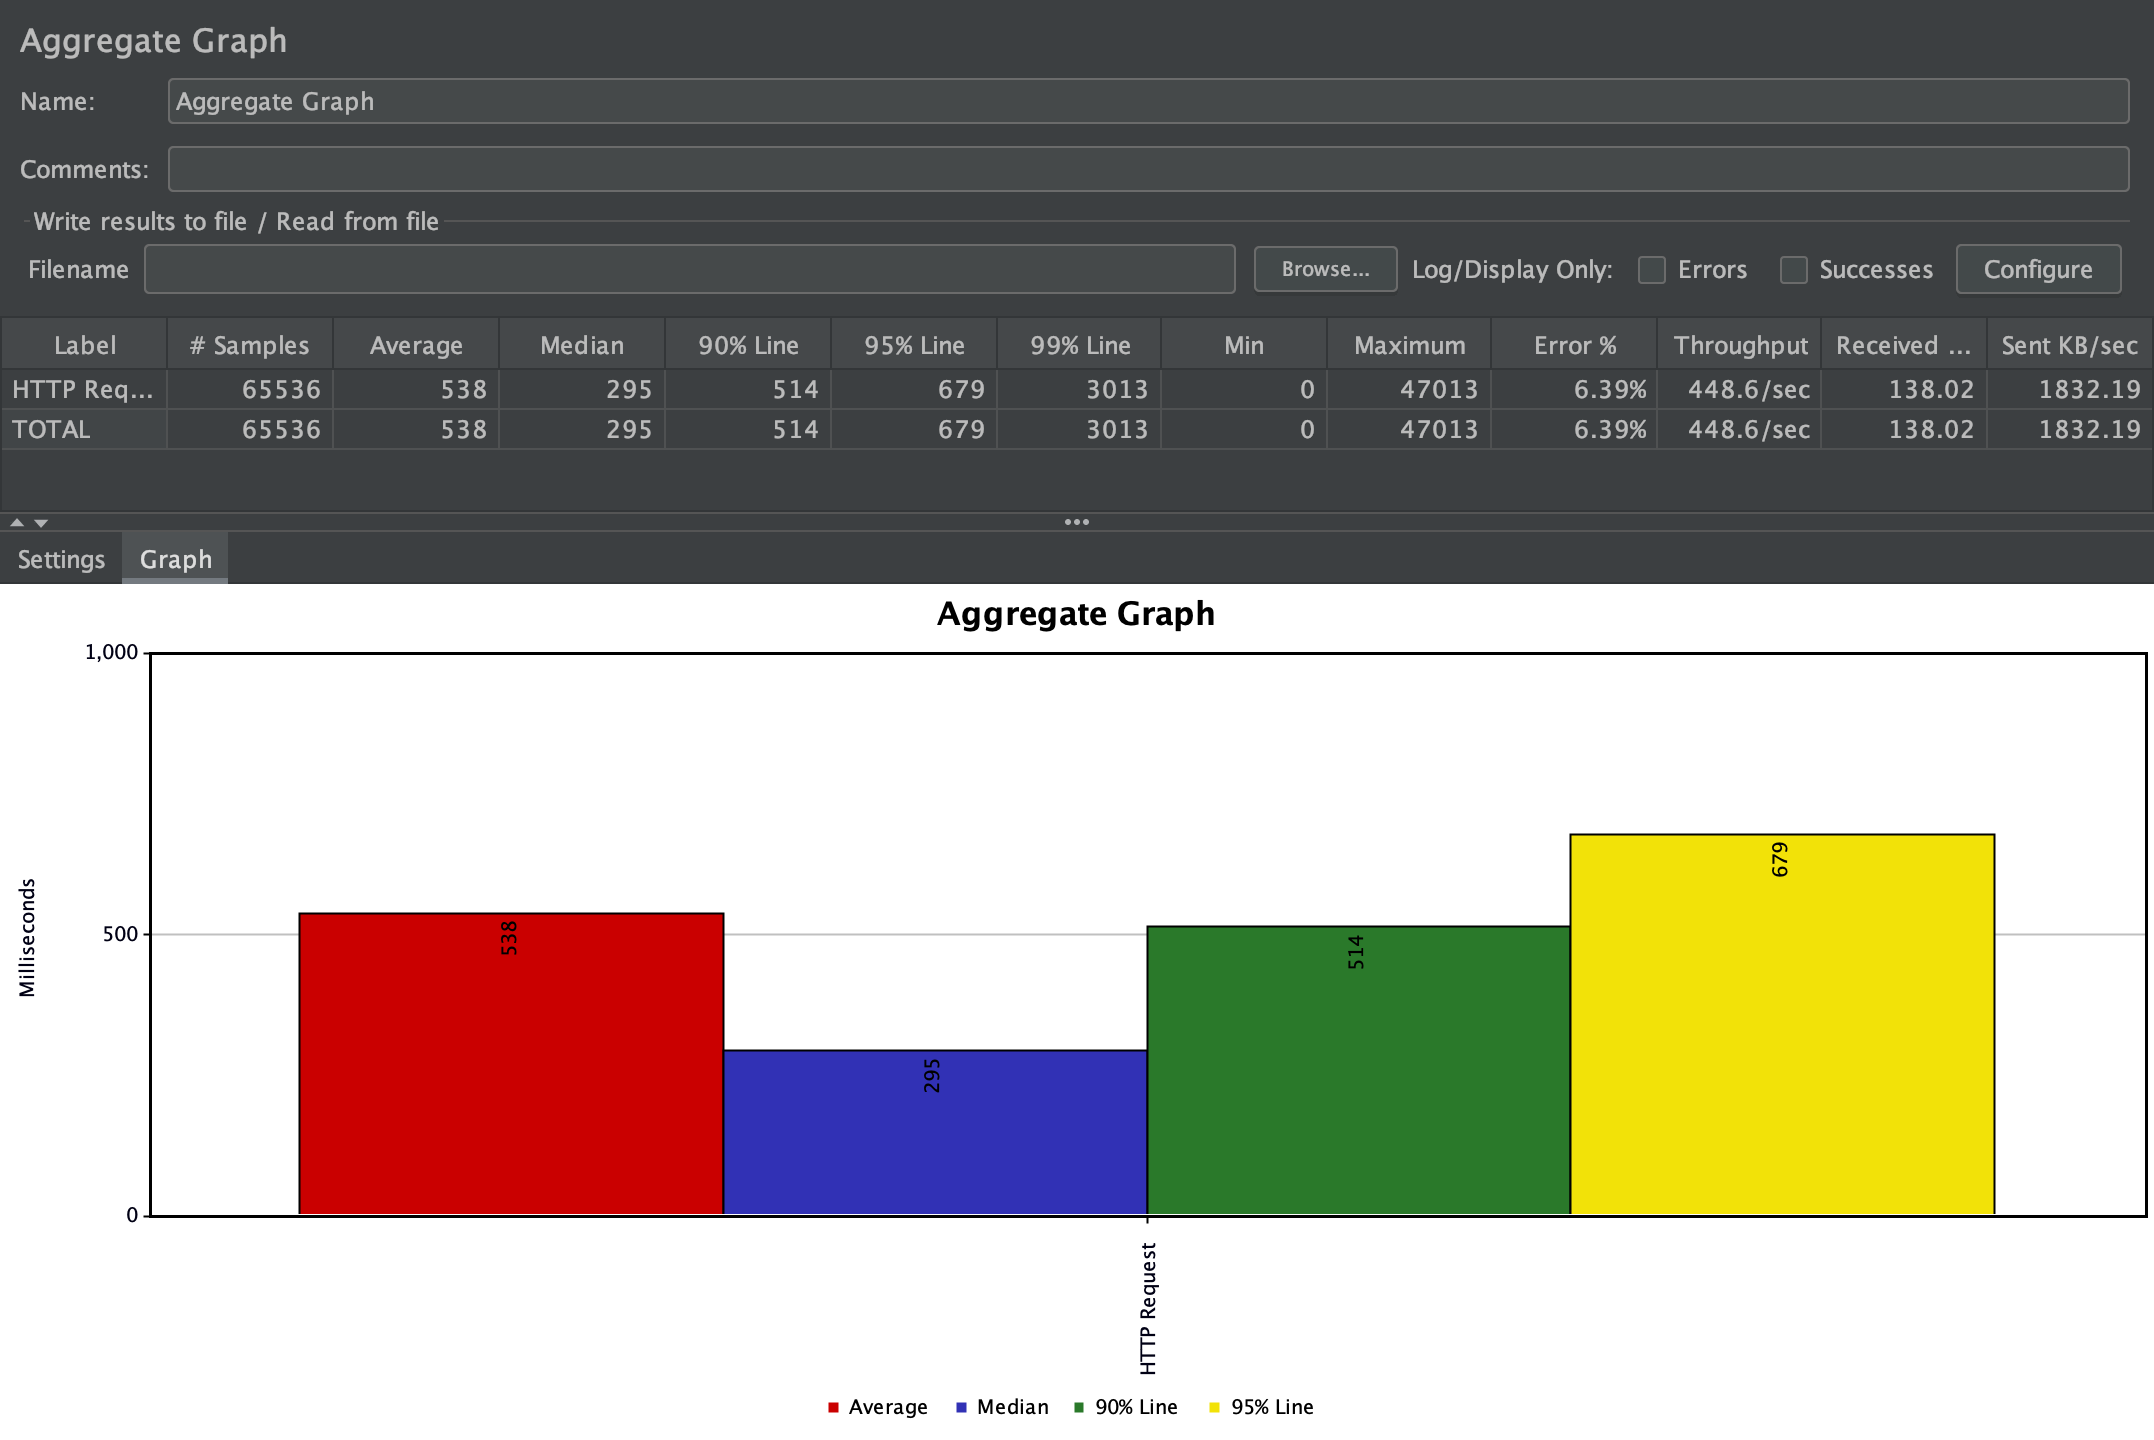 Aggregate Graph
Name: Aggregate Graph
Comments:
Write results to file / Read from file
Filename Browse... Log/Display Only: Errors Successes Configure
Label # Samples Average Median 90% Line 95% Line 99% Line Min Maximum Error % Throughput Received ... Sent KB/sec
HTTP Req... 65536 538 295 514 679 3013 0 47013 6.39% 448.6/sec 138.02 1832.19
TOTAL 65536 538 295 514 679 3013 0 47013 6.39% 448.6/sec 138.02 1832.19
Settings Graph
Aggregate Graph
1,000
500
0
Milliseconds
538
295
514
679
HTTP Request
Average Median 90% Line 95% Line